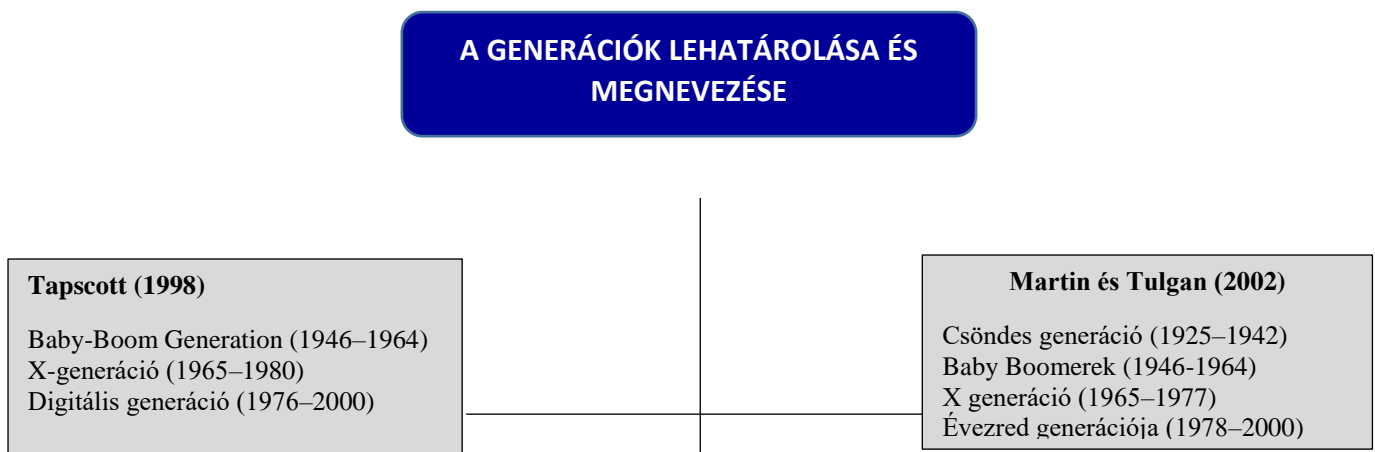 A GENERÁCIÓK LEHATÁROLÁSA ÉS
MEGNEVEZÉSE
Tapscott (1998)
Baby-Boom Generation (1946–1964)
X-generáció (1965–1980)
Digitális generáció (1976–2000)
Martin és Tulgan (2002)
Csöndes generáció (1925–1942)
Baby Boomerek (1946-1964)
X generáció (1965–1977)
Évezred generációja (1978–2000)